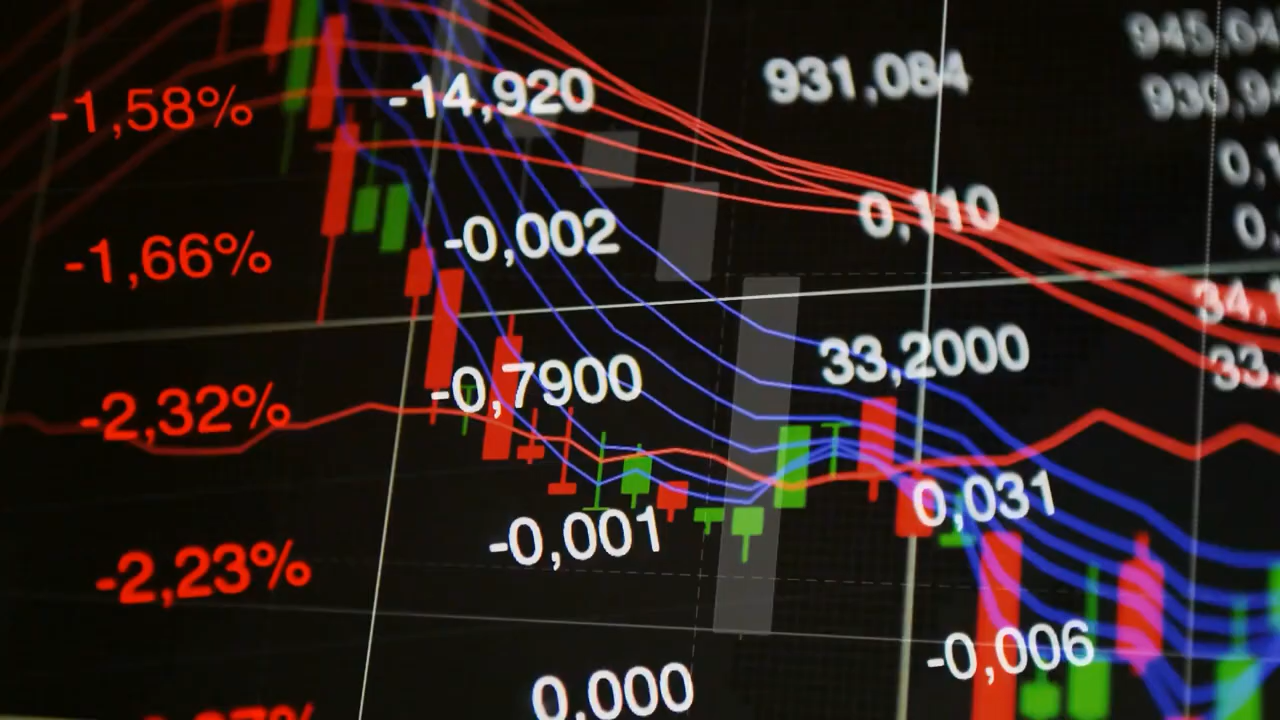 -1,58% -14,920 931,084
-1,66% -0,002 0,110
-2,32% -0,7900 33,2000
-2,23% -0,001 0,031
0,000 -0,006